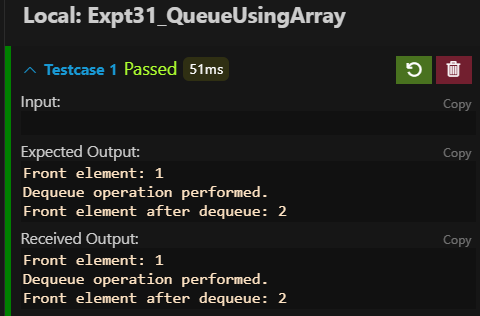 Local: Expt31_QueueUsingArray
Testcase 1 Passed 51ms
Input:
Copy
Expected Output:
Copy
Front element: 1
Dequeue operation performed.
Front element after dequeue: 2
Received Output:
Copy
Front element: 1
Dequeue operation performed.
Front element after dequeue: 2